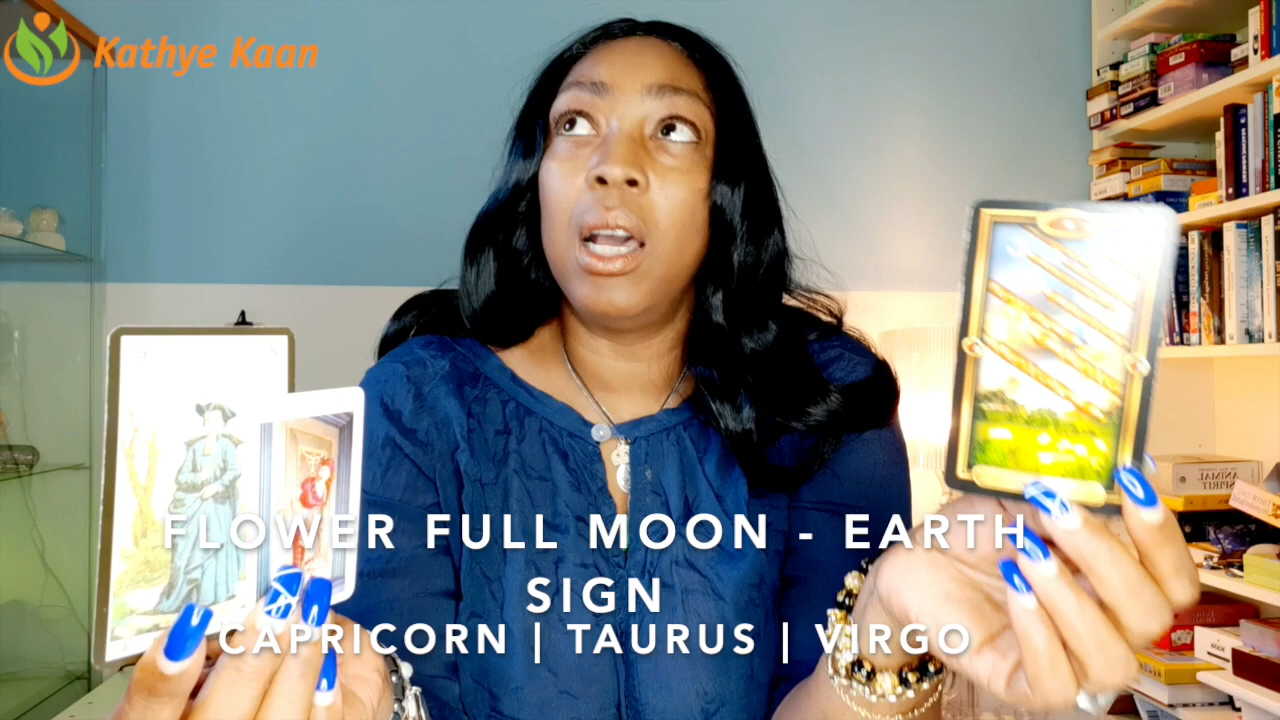 Kathye Kaan
FLOWER FULL MOON - EARTH
SIGN
CAPRICORN | TAURUS | VIRGO
ANIMAL
SPIRIT